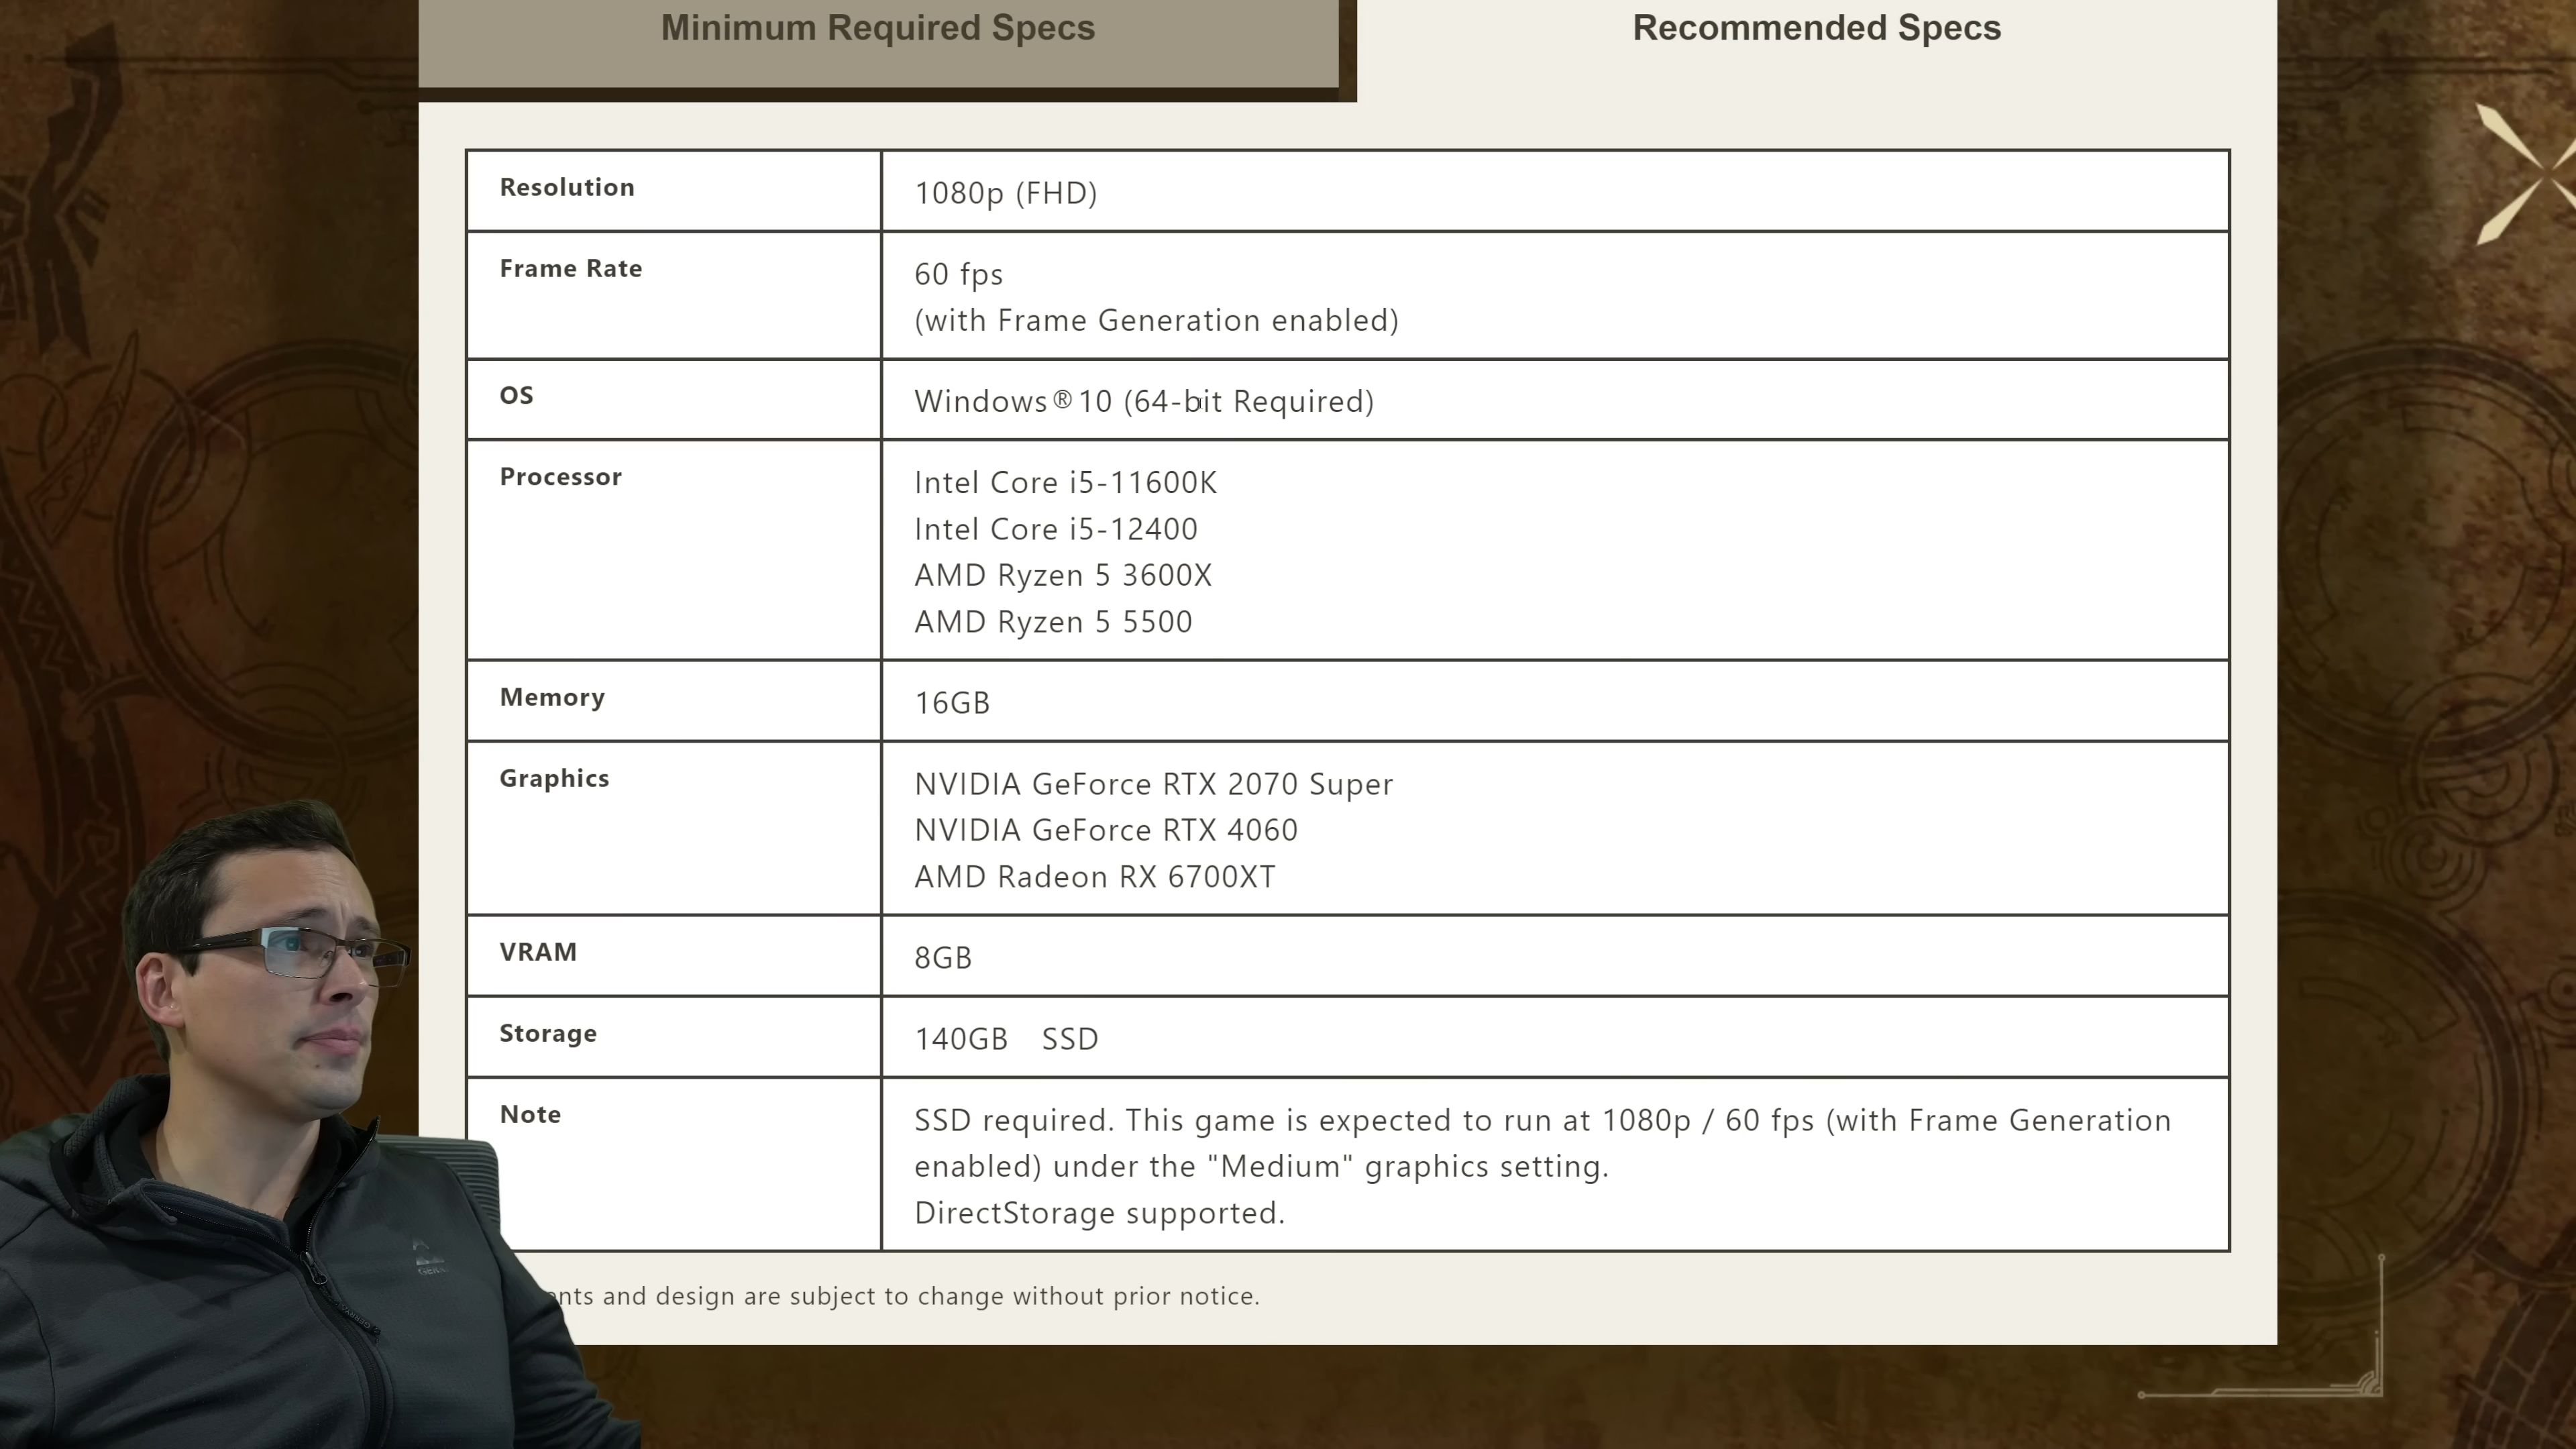 Minimum Required Specs
Recommended Specs
Resolution
1080p (FHD)
Frame Rate
60 fps
(with Frame Generation enabled)
OS
Windows®10 (64-bit Required)
Processor
Intel Core i5-11600K
Intel Core i5-12400
AMD Ryzen 5 3600X
AMD Ryzen 5 5500
Memory
16GB
Graphics
NVIDIA GeForce RTX 2070 Super
NVIDIA GeForce RTX 4060
AMD Radeon RX 6700XT
VRAM
8GB
Storage
140GB SSD
Note
SSD required. This game is expected to run at 1080p / 60 fps (with Frame Generation
enabled) under the "Medium" graphics setting.
DirectStorage supported.
and design are subject to change without prior notice.